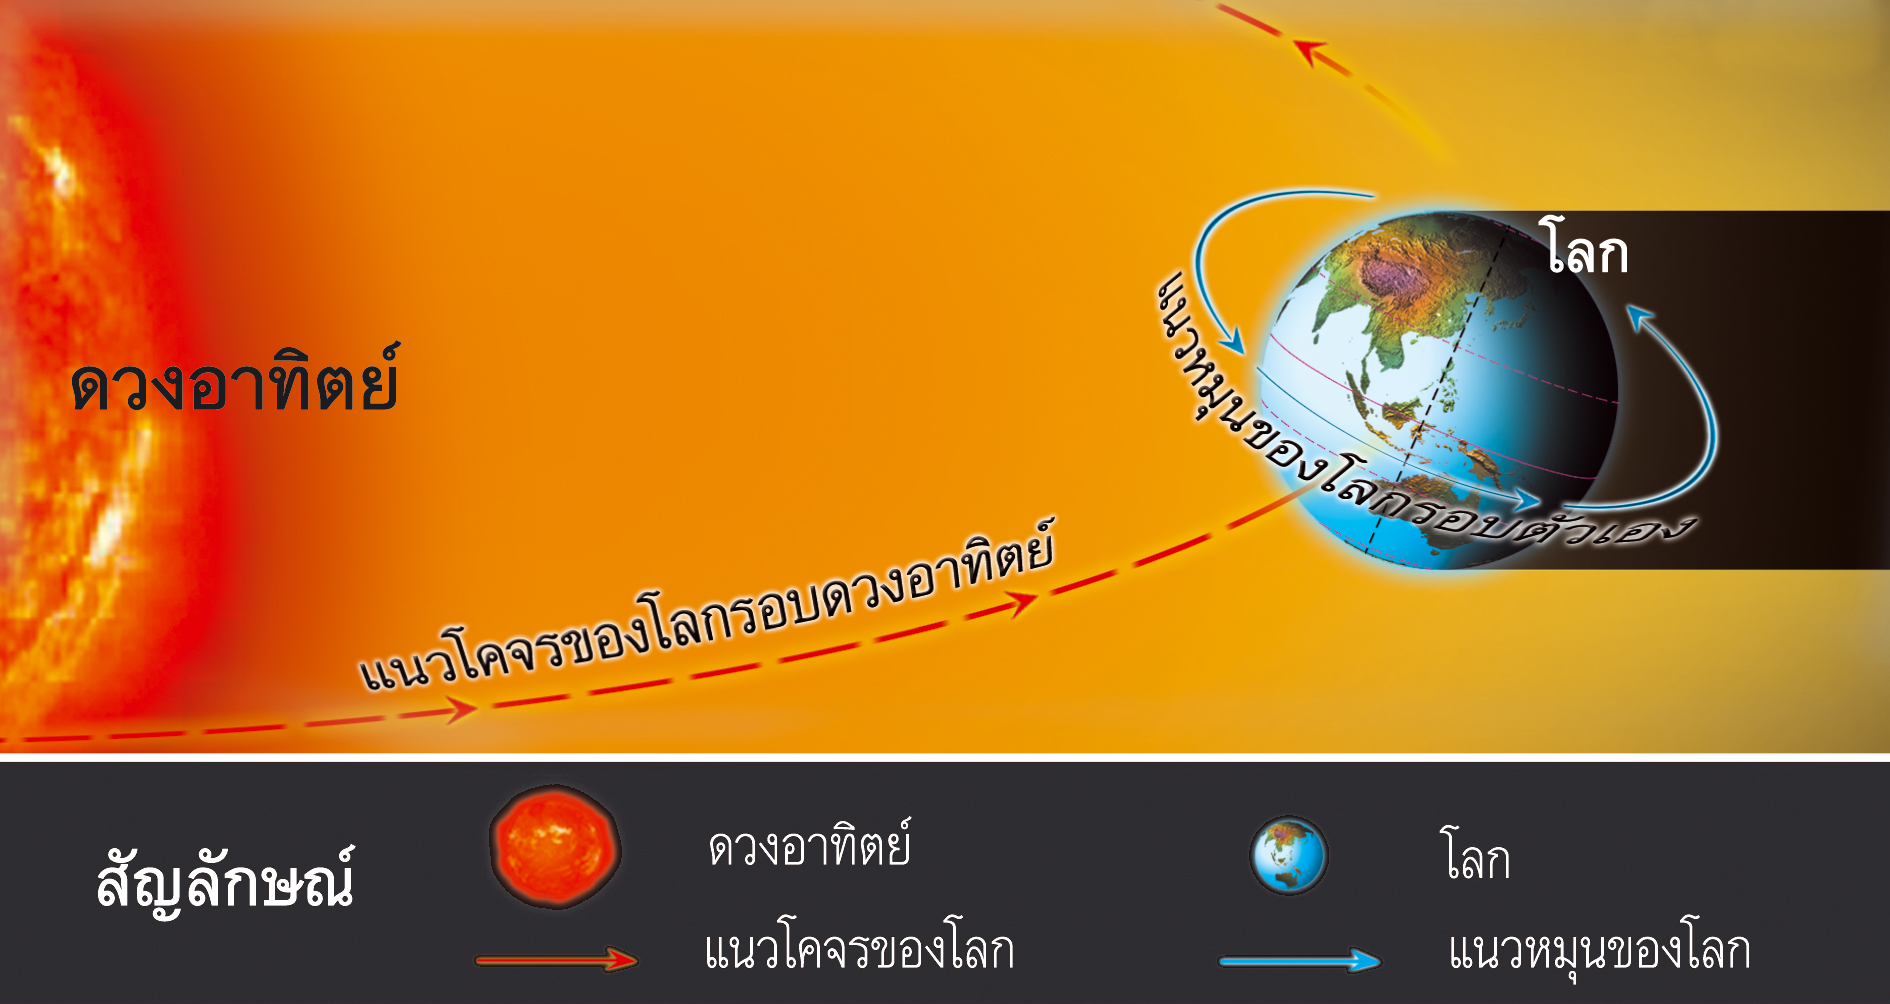 โลก
ดวงอาทิตย์
แนวหมุนของโลกรอบตัวเอง
แนวโคจรของโลกรอบดวงอาทิตย์
สัญลักษณ์
ดวงอาทิตย์
โลก
แนวโคจรของโลก
แนวหมุนของโลก